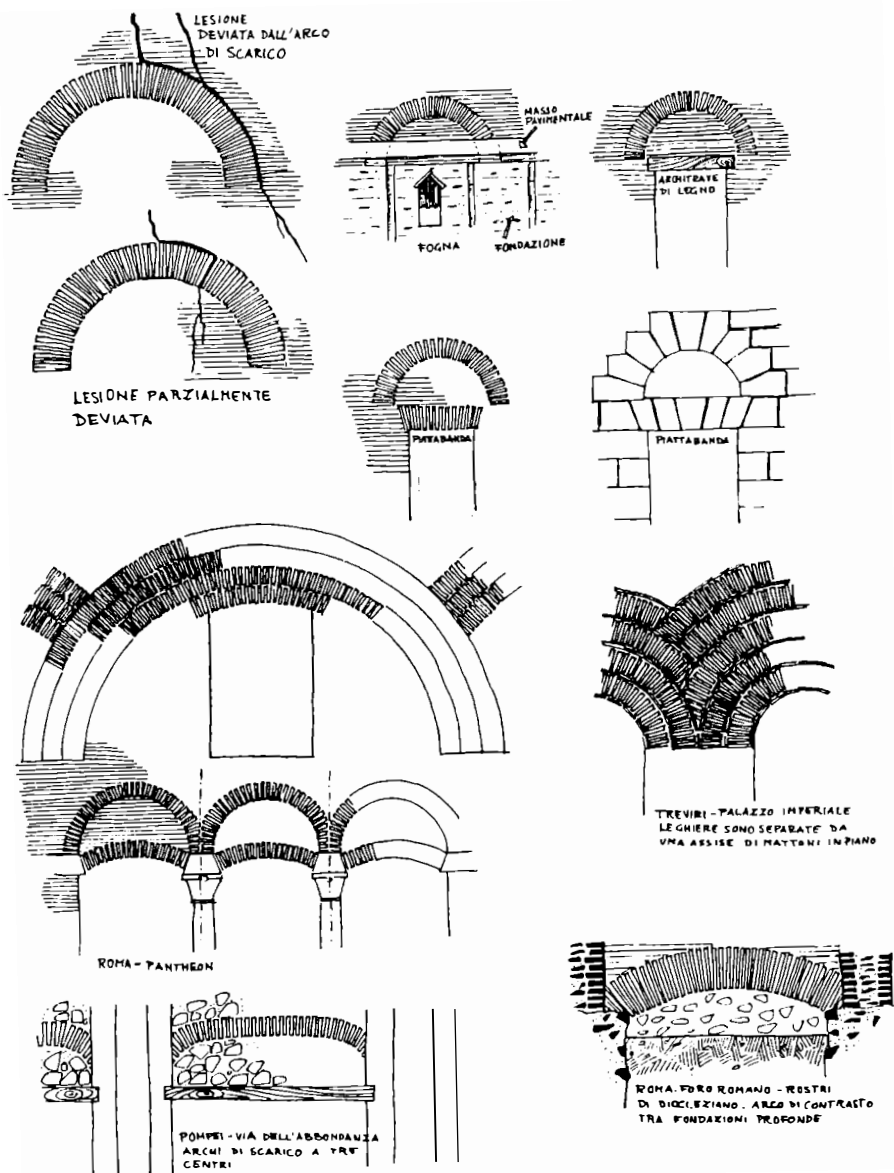 LESIONE
DEVIATA DALL'ARCO
DI SCARICO
MASSO
PAVIMENTALE
ARCHITRAVE
DI LEGNO
FOGNA
FONDAZIONE
LESIONE PARZIALMENTE
DEVIATA
PIATTABANDA
PIATTABANDA
TREVIRI - PALAZZO IMPERIALE
LE GHIERE SONO SEPARATE DA
UNA ASSISE DI MATTONI IN PIANO
ROMA - PANTHEON
POMPEI - VIA DELL'ABBONDANZA
ARCHI DI SCARICO A TRE
CENTRI
ROMA. FORO ROMANO - ROSTRI
DI DIOCLEZIANO. ARCO DI CONTRASTO
TRA FONDAZIONI PROFONDE